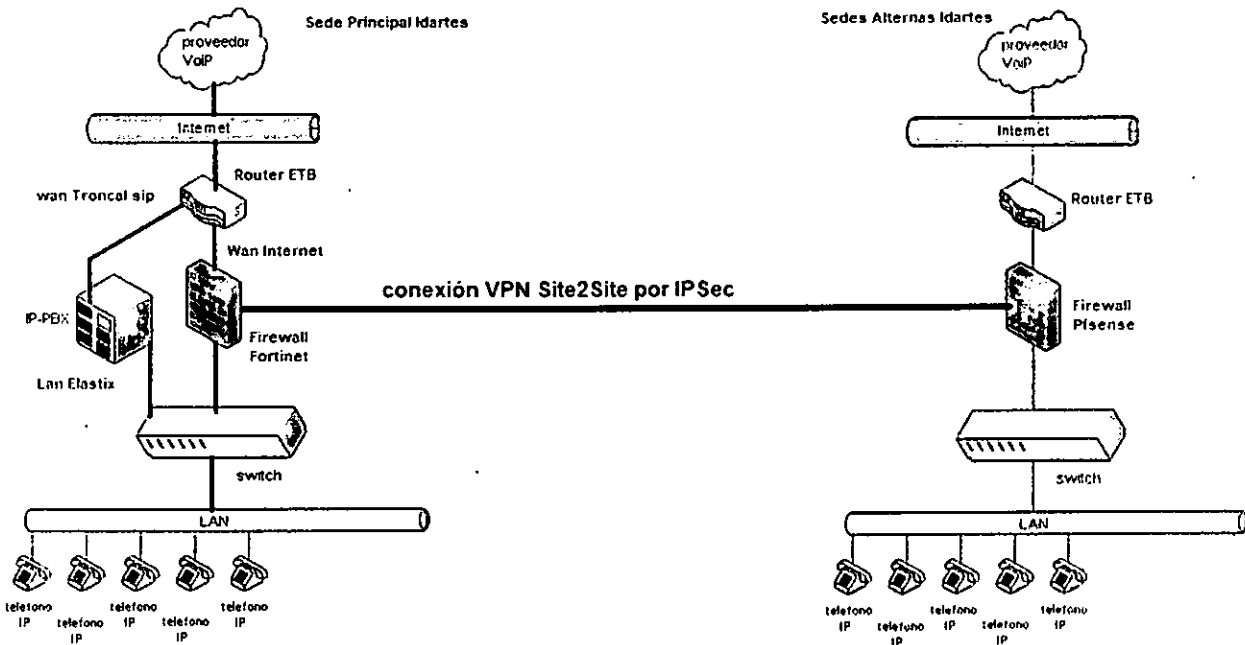 Sede Principal Idartes
proveedor
VoIP
Internet
Router ETB
wan Troncal sip
Wan Internet
IP-PBX
Firewall
Fortinet
Lan Elastix
switch
LAN
telefono
IP
telefono
IP
telefono
IP
telefono
IP
telefono
IP
conexión VPN Site2Site por IPSec
Sedes Alternas Idartes
proveedor
VoIP
Internet
Router ETB
Firewall
Pfsense
switch
LAN
telefono
IP
telefono
IP
telefono
IP
telefono
IP
telefono
IP